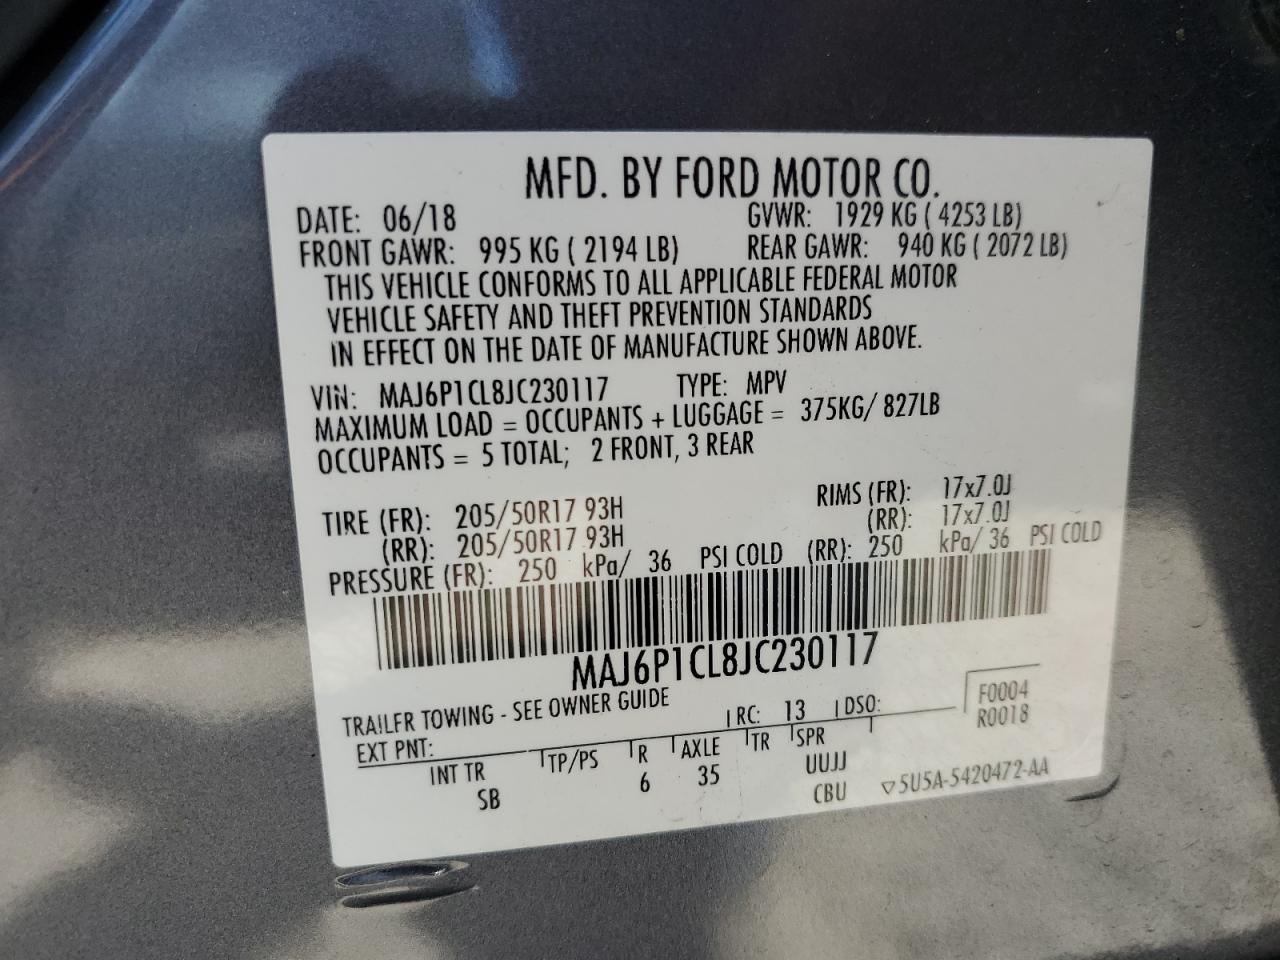 MFD. BY FORD MOTOR CO.
DATE: 06/18 GVWR: 1929 KG ( 4253 LB)
FRONT GAWR: 995 KG ( 2194 LB) REAR GAWR: 940 KG ( 2072 LB)
THIS VEHICLE CONFORMS TO ALL APPLICABLE FEDERAL MOTOR
VEHICLE SAFETY AND THEFT PREVENTION STANDARDS
IN EFFECT ON THE DATE OF MANUFACTURE SHOWN ABOVE.
VIN: MAJ6P1CL8JC230117 TYPE: MPV
MAXIMUM LOAD = OCCUPANTS + LUGGAGE = 375KG/ 827LB
OCCUPANTS = 5 TOTAL; 2 FRONT, 3 REAR
TIRE (FR): 205/50R17 93H RIMS (FR): 17x7.0J
(RR): 205/50R17 93H (RR): 17x7.0J
PRESSURE (FR): 250 kPa/ 36 PSI COLD (RR): 250 kPa/ 36 PSI COLD
MAJ6P1CL8JC230117
TRAILER TOWING - SEE OWNER GUIDE
EXT PNT: RC: 13 DSO: F0004
R0018
INT TR TP/PS R AXLE TR SPR
SB 6 35 UUJJ
CBU ▽5U5A-5420472-AA